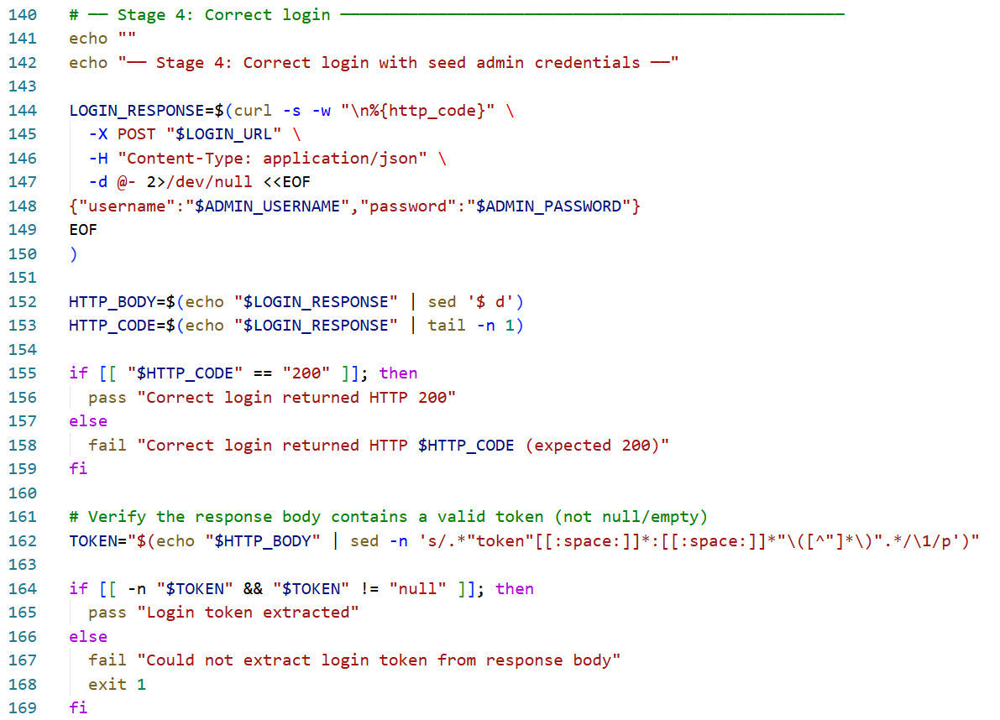 140 # ── Stage 4: Correct login ────────────────────────────────────────────────────
141 echo ""
142 echo "── Stage 4: Correct login with seed admin credentials ──"
143
144 LOGIN_RESPONSE=$(curl -s -w "\n%{http_code}" \
145   -X POST "$LOGIN_URL" \
146   -H "Content-Type: application/json" \
147   -d @- 2>/dev/null <<EOF
148 {"username":"$ADMIN_USERNAME","password":"$ADMIN_PASSWORD"}
149 EOF
150 )
151
152 HTTP_BODY=$(echo "$LOGIN_RESPONSE" | sed '$ d')
153 HTTP_CODE=$(echo "$LOGIN_RESPONSE" | tail -n 1)
154
155 if [[ "$HTTP_CODE" == "200" ]]; then
156   pass "Correct login returned HTTP 200"
157 else
158   fail "Correct login returned HTTP $HTTP_CODE (expected 200)"
159 fi
160
161 # Verify the response body contains a valid token (not null/empty)
162 TOKEN="$(echo "$HTTP_BODY" | sed -n 's/.*"token"[[:space:]]*:[[:space:]]*"\([^"]*\)".*/\1/p')"
163
164 if [[ -n "$TOKEN" && "$TOKEN" != "null" ]]; then
165   pass "Login token extracted"
166 else
167   fail "Could not extract login token from response body"
168   exit 1
169 fi